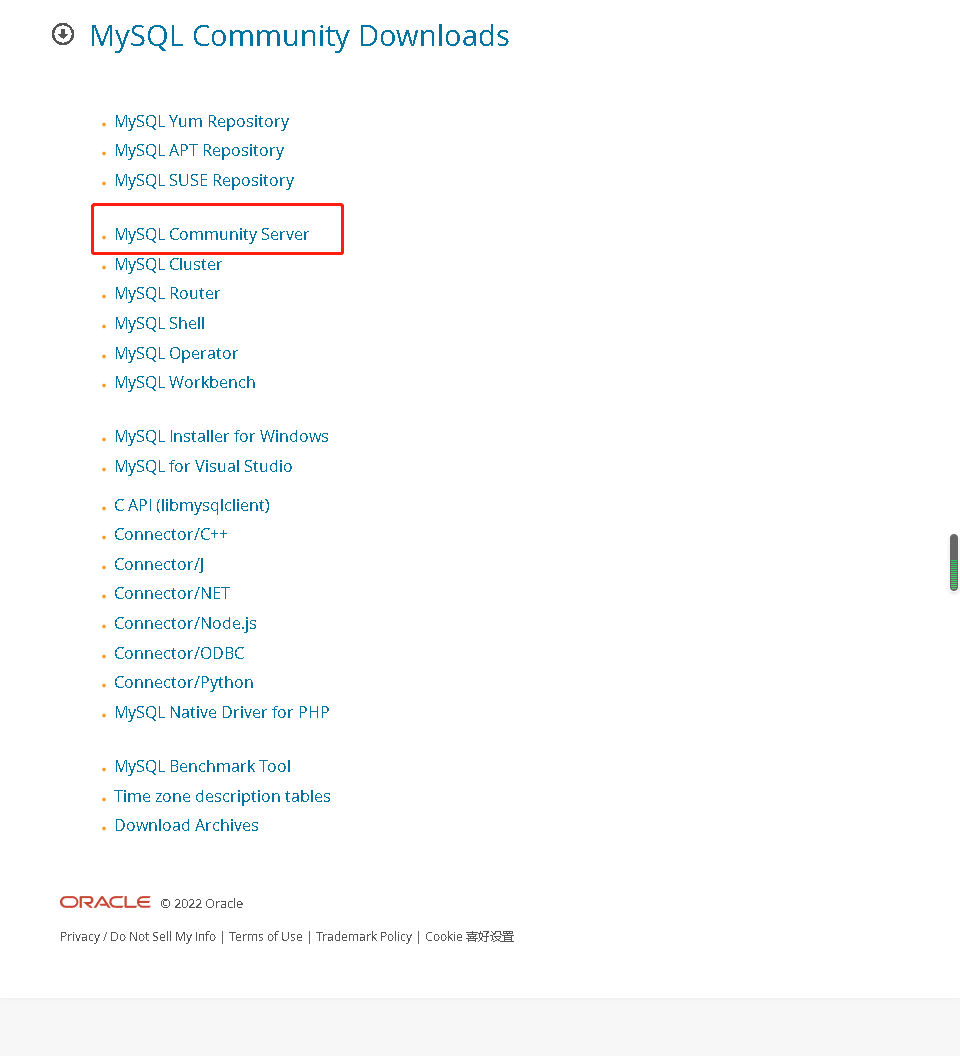 MySQL Community Downloads
MySQL Yum Repository
MySQL APT Repository
MySQL SUSE Repository
MySQL Community Server
MySQL Cluster
MySQL Router
MySQL Shell
MySQL Operator
MySQL Workbench
MySQL Installer for Windows
MySQL for Visual Studio
C API (libmysqlclient)
Connector/C++
Connector/J
Connector/NET
Connector/Node.js
Connector/ODBC
Connector/Python
MySQL Native Driver for PHP
MySQL Benchmark Tool
Time zone description tables
Download Archives
ORACLE © 2022 Oracle
Privacy / Do Not Sell My Info | Terms of Use | Trademark Policy | Cookie 喜好设置